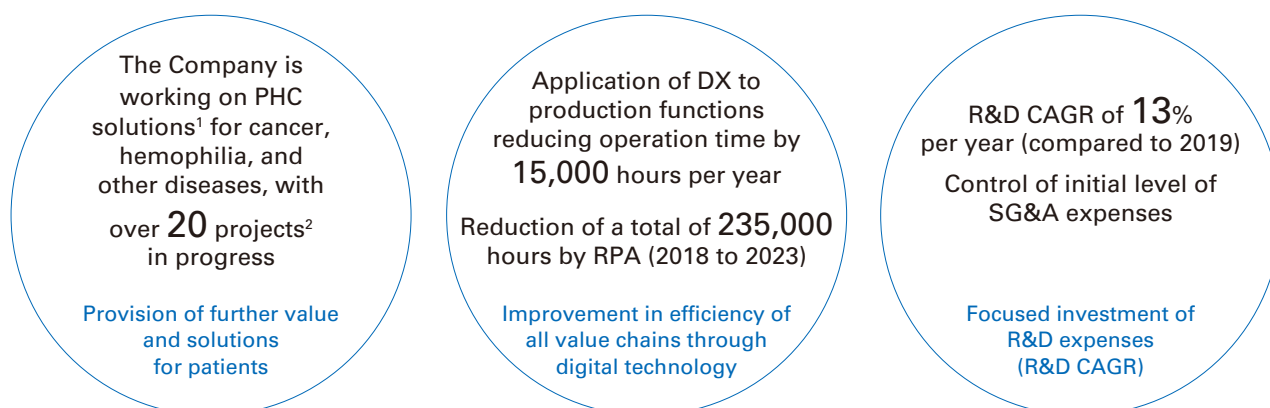 The Company is
working on PHC
solutions¹ for cancer,
hemophilia, and
other diseases, with
over 20 projects²
in progress
Provision of further value
and solutions
for patients
Application of DX to
production functions
reducing operation time by
15,000 hours per year
Reduction of a total of 235,000
hours by RPA (2018 to 2023)
Improvement in efficiency of
all value chains through
digital technology
R&D CAGR of 13%
per year (compared to 2019)
Control of initial level of
SG&A expenses
Focused investment of
R&D expenses
(R&D CAGR)